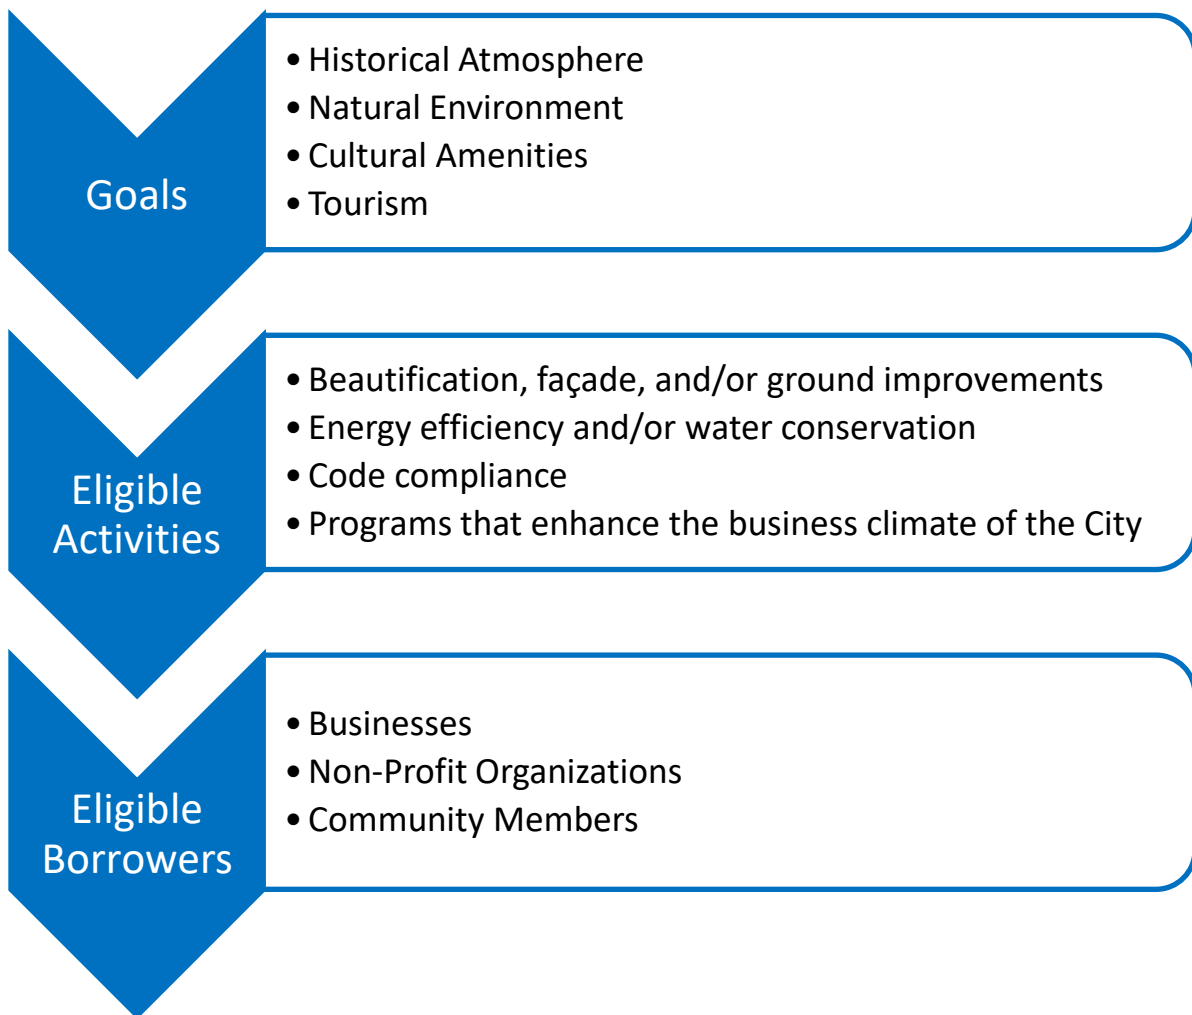 Goals
• Historical Atmosphere
• Natural Environment
• Cultural Amenities
• Tourism
Eligible
Activities
• Beautification, façade, and/or ground improvements
• Energy efficiency and/or water conservation
• Code compliance
• Programs that enhance the business climate of the City
Eligible
Borrowers
• Businesses
• Non-Profit Organizations
• Community Members